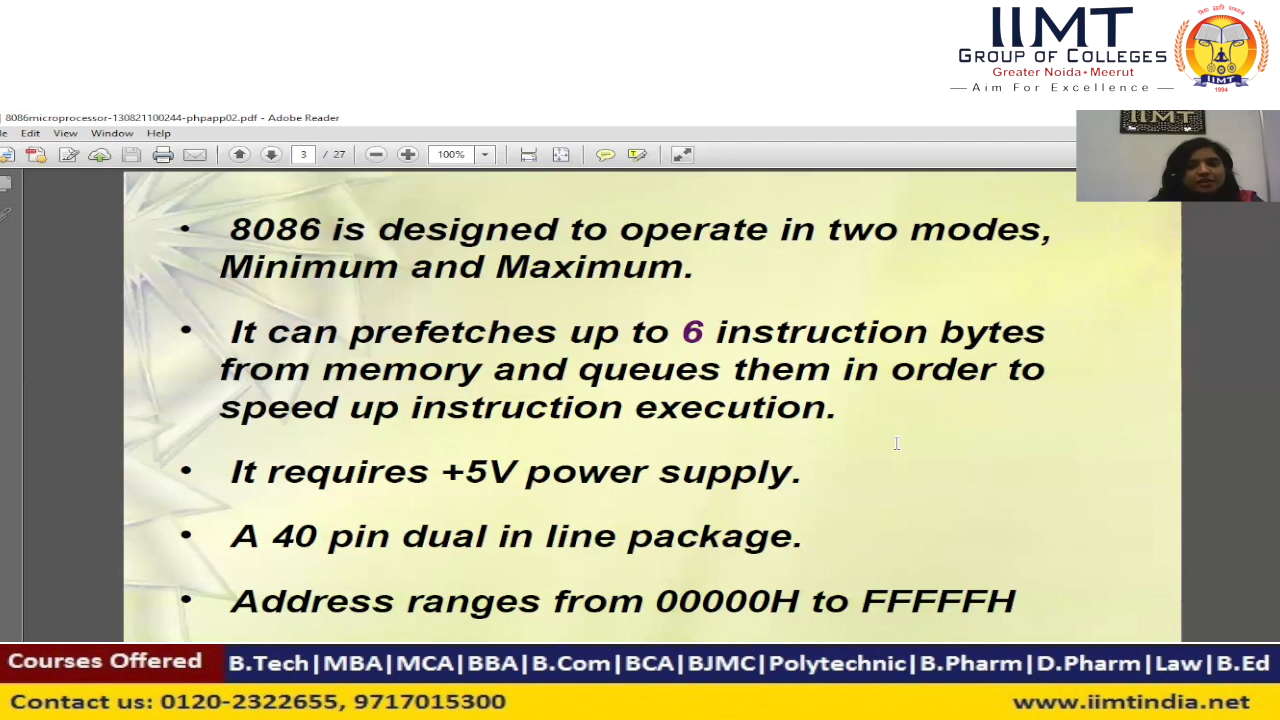 IIMT
GROUP OF COLLEGES
Greater Noida • Meerut
Aim For Excellence
IIMT
1994
8086microprocessor-130821100244-phpapp02.pdf - Adobe Reader
le Edit View Window Help
3 / 27 100%
IIMT
• 8086 is designed to operate in two modes,
Minimum and Maximum.
• It can prefetches up to 6 instruction bytes
from memory and queues them in order to
speed up instruction execution.
• It requires +5V power supply.
• A 40 pin dual in line package.
• Address ranges from 00000H to FFFFFH
Courses Offered B.Tech|MBA|MCA|BBA|B.Com|BCA|BJMC|Polytechnic|B.Pharm|D.Pharm|Law|B.Ed
Contact us: 0120-2322655, 9717015300 www.iimtindia.net